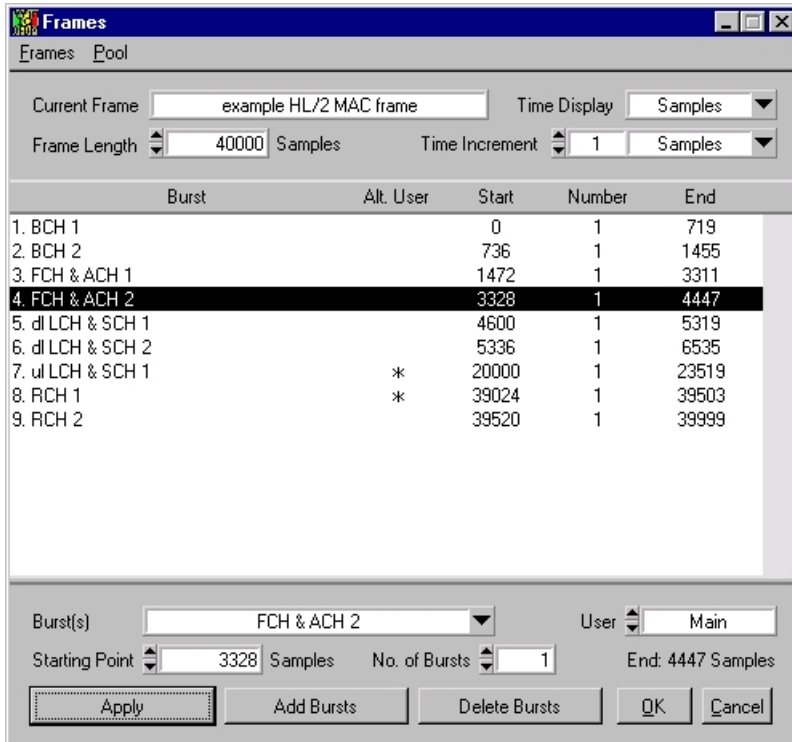 Frames
Frames Pool
Current Frame example HL/2 MAC frame Time Display Samples
Frame Length 40000 Samples Time Increment 1 Samples
Burst Alt. User Start Number End
1. BCH 1 0 1 719
2. BCH 2 736 1 1455
3. FCH & ACH 1 1472 1 3311
4. FCH & ACH 2 3328 1 4447
5. dl LCH & SCH 1 4600 1 5319
6. dl LCH & SCH 2 5336 1 6535
7. ul LCH & SCH 1 * 20000 1 23519
8. RCH 1 * 39024 1 39503
9. RCH 2 39520 1 39999
Burst(s) FCH & ACH 2 User Main
Starting Point 3328 Samples No. of Bursts 1 End: 4447 Samples
Apply Add Bursts Delete Bursts OK Cancel